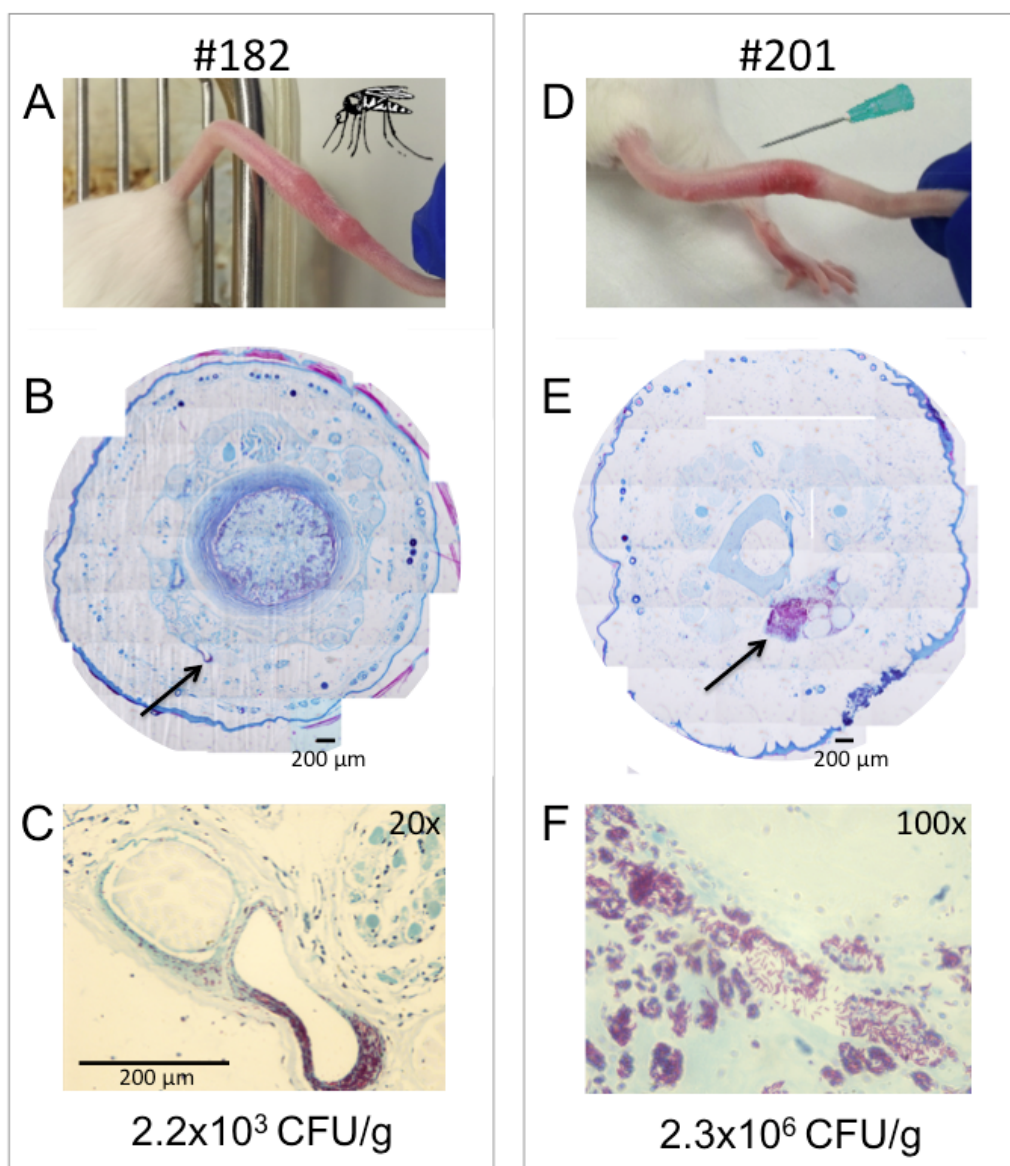 #182
A
B
200 µm
C
20x
200 µm
2.2x10³ CFU/g
#201
D
E
200 µm
F
100x
2.3x10⁶ CFU/g